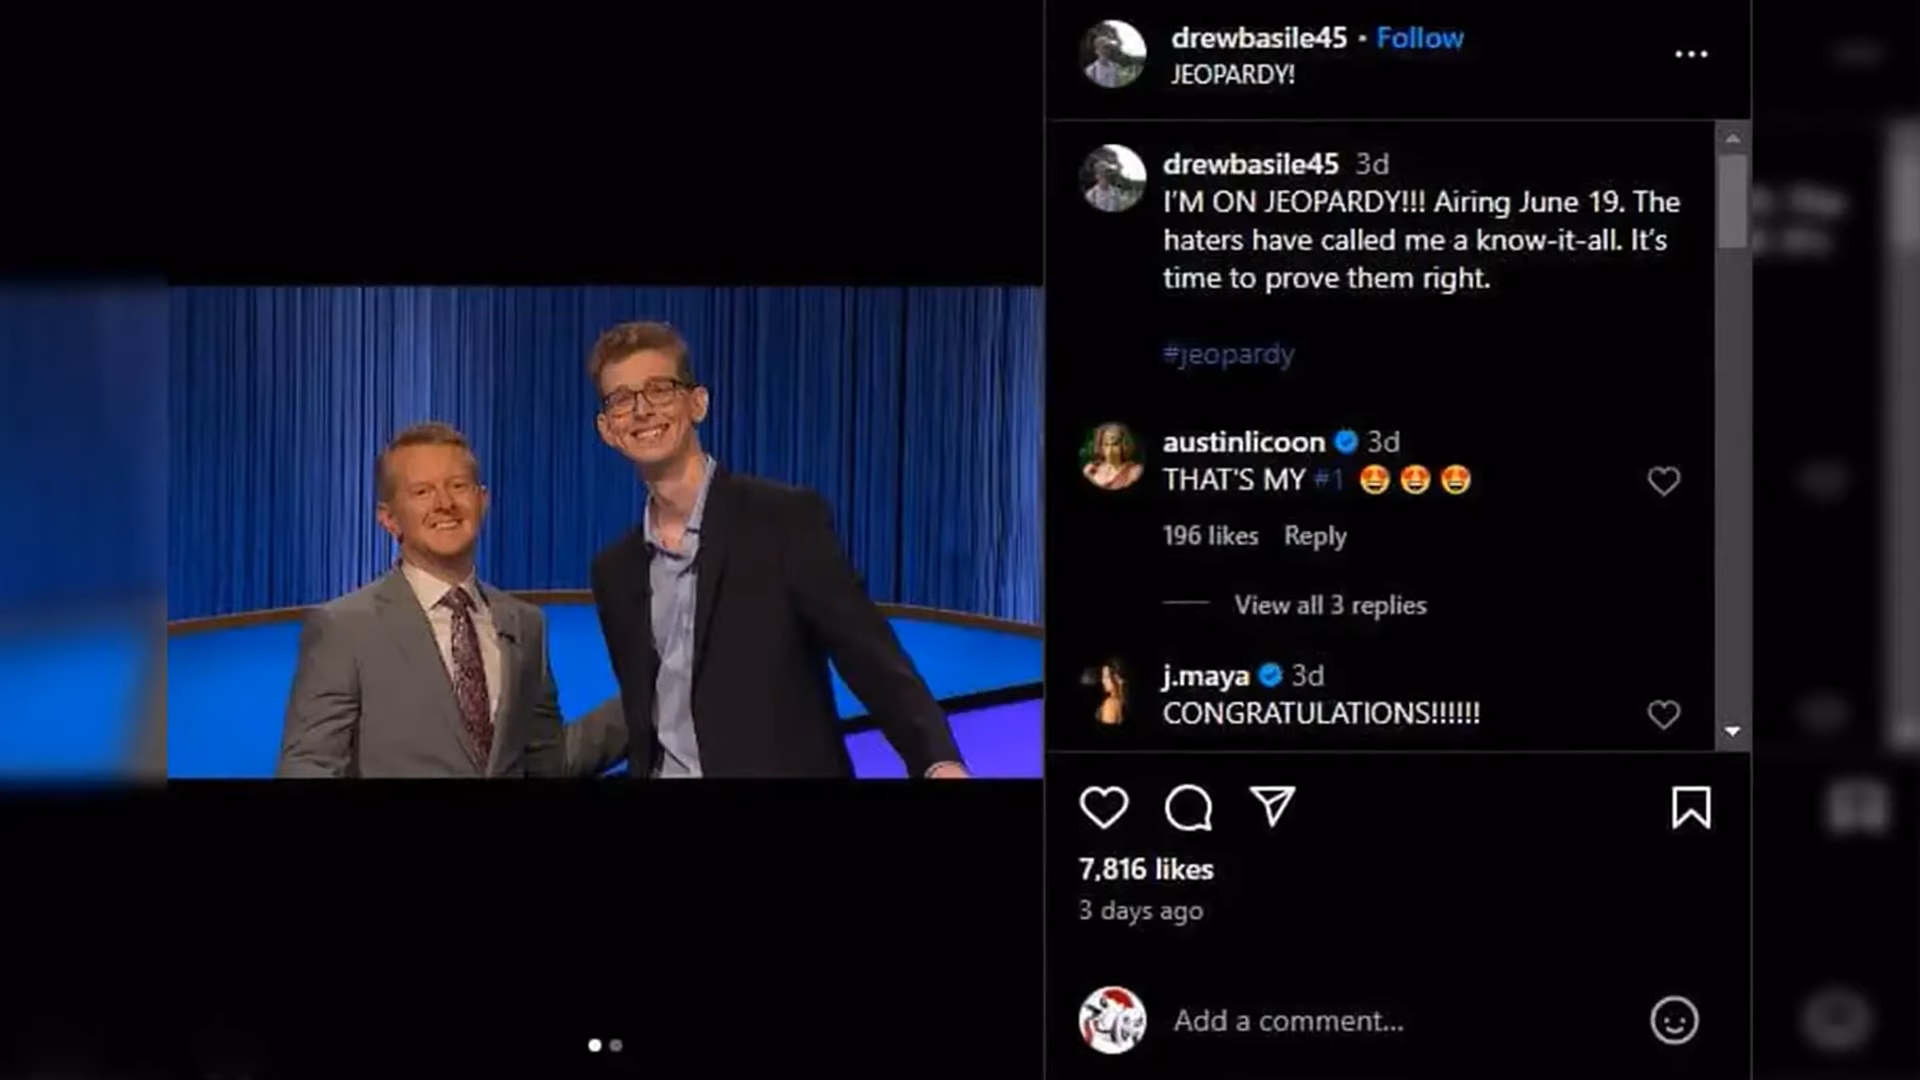 drewbasile45 • Follow
JEOPARDY!
drewbasile45 3d
I'M ON JEOPARDY!!! Airing June 19. The
haters have called me a know-it-all. It's
time to prove them right.
#jeopardy
austinlicoon 3d
THAT'S MY #1 🤩🤩🤩
196 likes Reply
View all 3 replies
j.maya 3d
CONGRATULATIONS!!!!!!
7,816 likes
3 days ago
Add a comment...